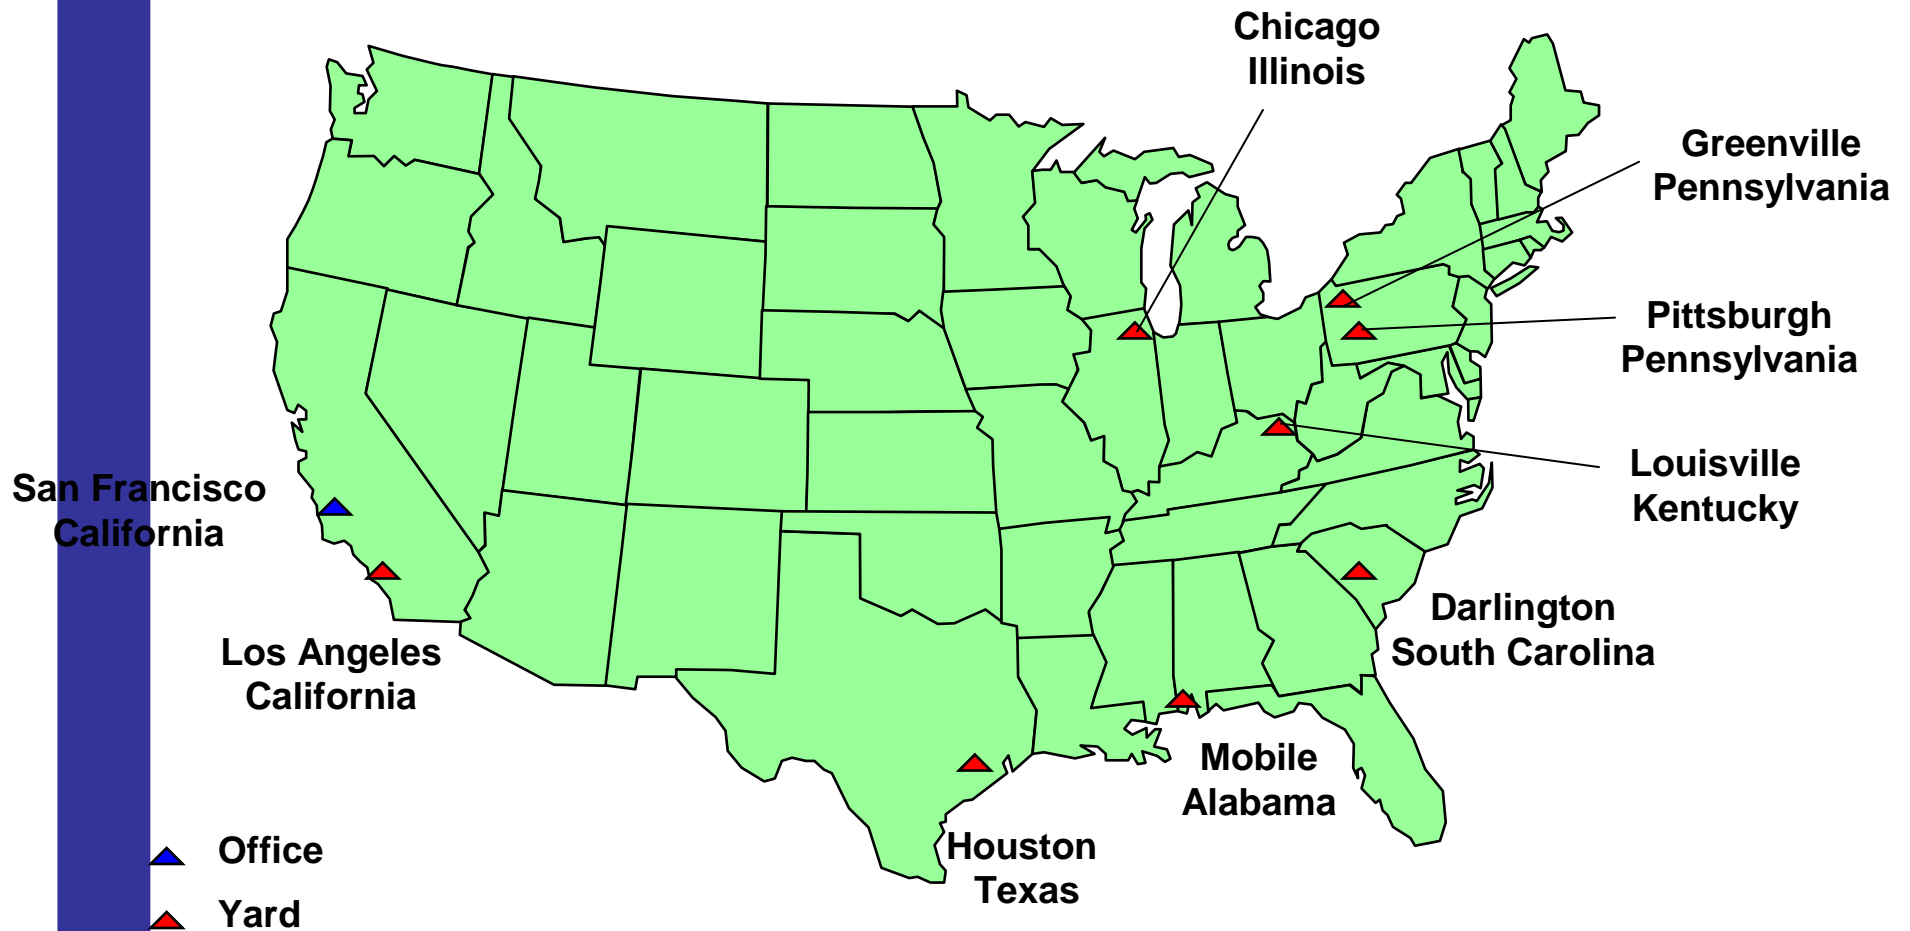 Chicago
Illinois
Greenville
Pennsylvania
Pittsburgh
Pennsylvania
Louisville
Kentucky
San Francisco
California
Darlington
South Carolina
Los Angeles
California
Mobile
Alabama
Houston
Texas
Office
Yard